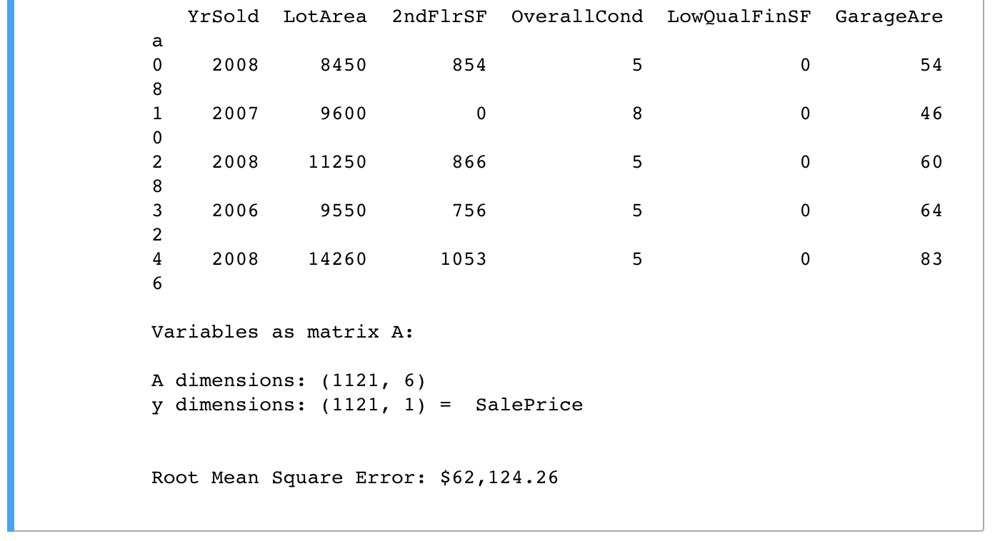 YrSold LotArea 2ndFlrSF OverallCond LowQualFinSF GarageAre
a
0 2008 8450 854 5 0 54
8
1 2007 9600 0 8 0 46
0
2 2008 11250 866 5 0 60
8
3 2006 9550 756 5 0 64
2
4 2008 14260 1053 5 0 83
6
Variables as matrix A:
A dimensions: (1121, 6)
y dimensions: (1121, 1) = SalePrice
Root Mean Square Error: $62,124.26